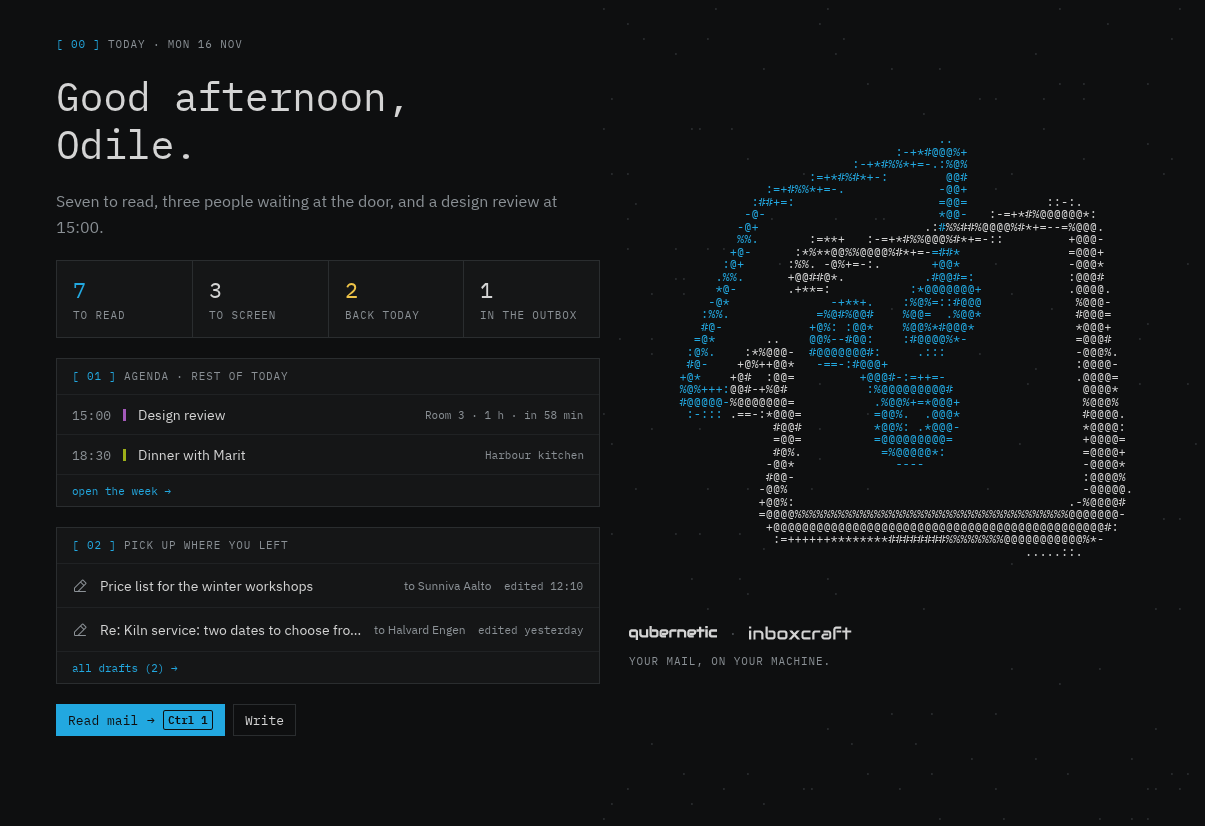 [ 00 ] TODAY · MON 16 NOV
Good afternoon,
Odile.
Seven to read, three people waiting at the door, and a design review at
15:00.
7
TO READ
3
TO SCREEN
2
BACK TODAY
1
IN THE OUTBOX
[ 01 ] AGENDA · REST OF TODAY
15:00 Design review Room 3 · 1 h · in 58 min
18:30 Dinner with Marit Harbour kitchen
open the week →
[ 02 ] PICK UP WHERE YOU LEFT
Price list for the winter workshops to Sunniva Aalto edited 12:10
Re: Kiln service: two dates to choose fro… to Halvard Engen edited yesterday
all drafts (2) →
Read mail → Ctrl 1
Write
qubernetic · inboxcraft
YOUR MAIL, ON YOUR MACHINE.